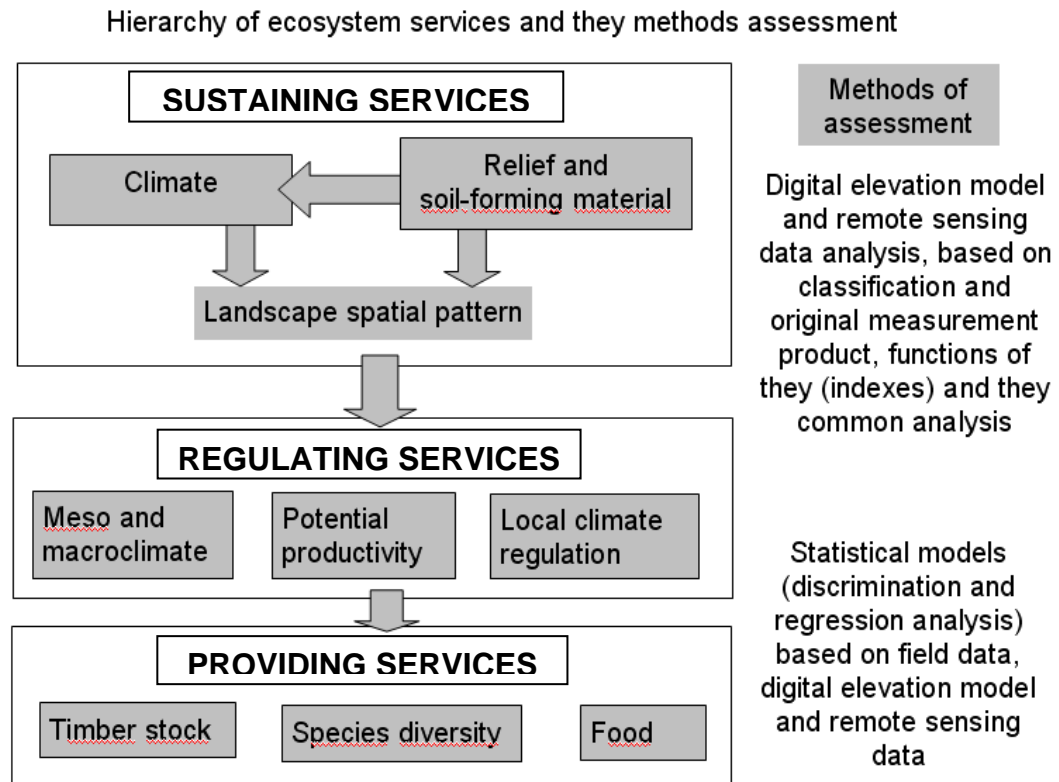 Hierarchy of ecosystem services and they methods assessment
SUSTAINING SERVICES
Climate
Relief and
soil-forming material
Landscape spatial pattern
REGULATING SERVICES
Meso and
macroclimate
Potential
productivity
Local climate
regulation
PROVIDING SERVICES
Timber stock
Species diversity
Food
Methods of
assessment
Digital elevation model
and remote sensing
data analysis, based on
classification and
original measurement
product, functions of
they (indexes) and they
common analysis
Statistical models
(discrimination and
regression analysis)
based on field data,
digital elevation model
and remote sensing
data